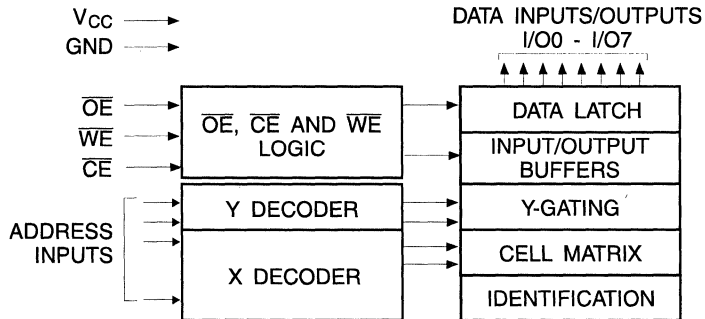 VCC
GND
DATA INPUTS/OUTPUTS
I/O0 - I/O7
OE
WE
CE
OE, CE AND WE
LOGIC
DATA LATCH
INPUT/OUTPUT
BUFFERS
ADDRESS
INPUTS
Y DECODER
X DECODER
Y-GATING
CELL MATRIX
IDENTIFICATION